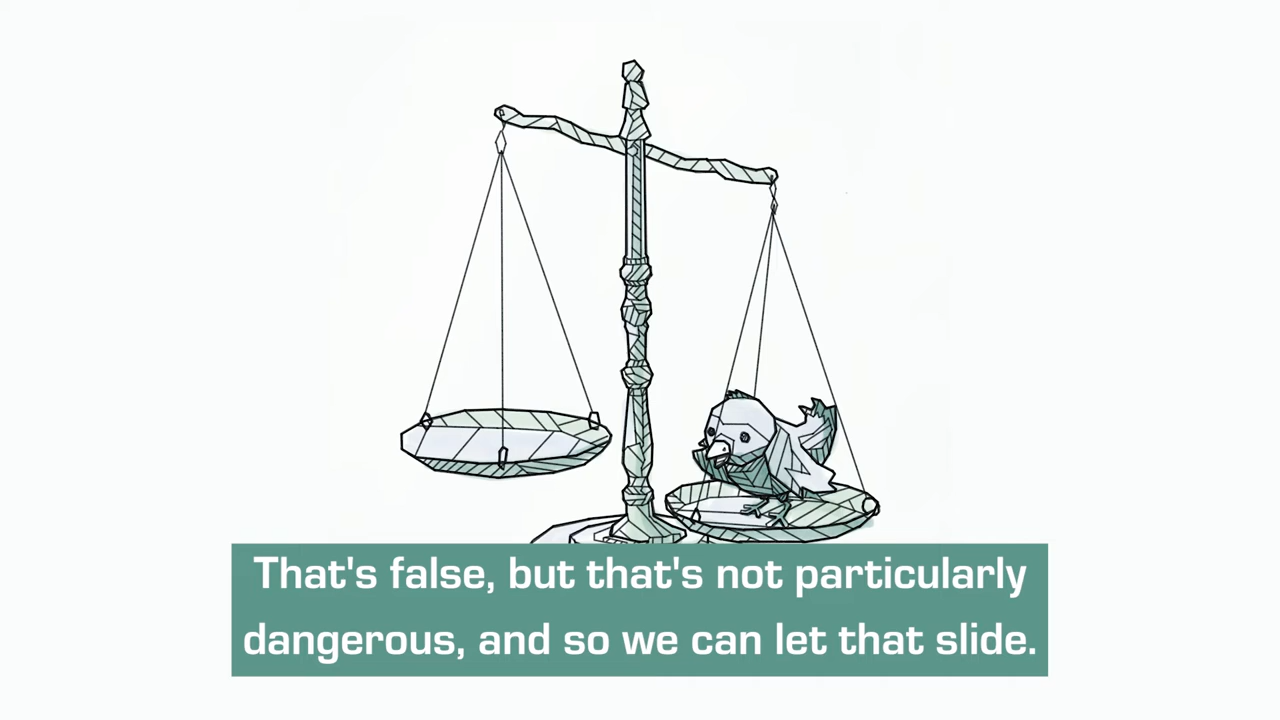 That's false, but that's not particularly
dangerous, and so we can let that slide.